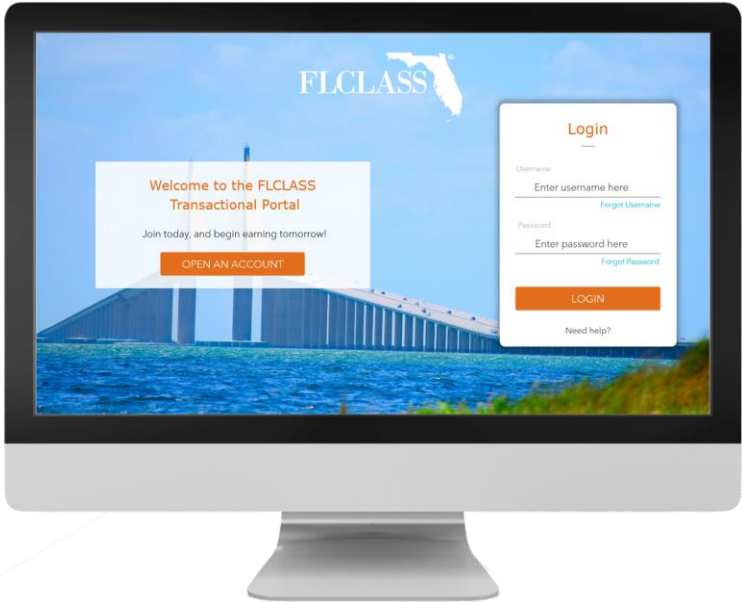 FLCLASS®
Welcome to the FLCLASS
Transactional Portal
Join today, and begin earning tomorrow!
OPEN AN ACCOUNT
Login
Username
Enter username here
Forgot Username
Password
Enter password here
Forgot Password
LOGIN
Need help?